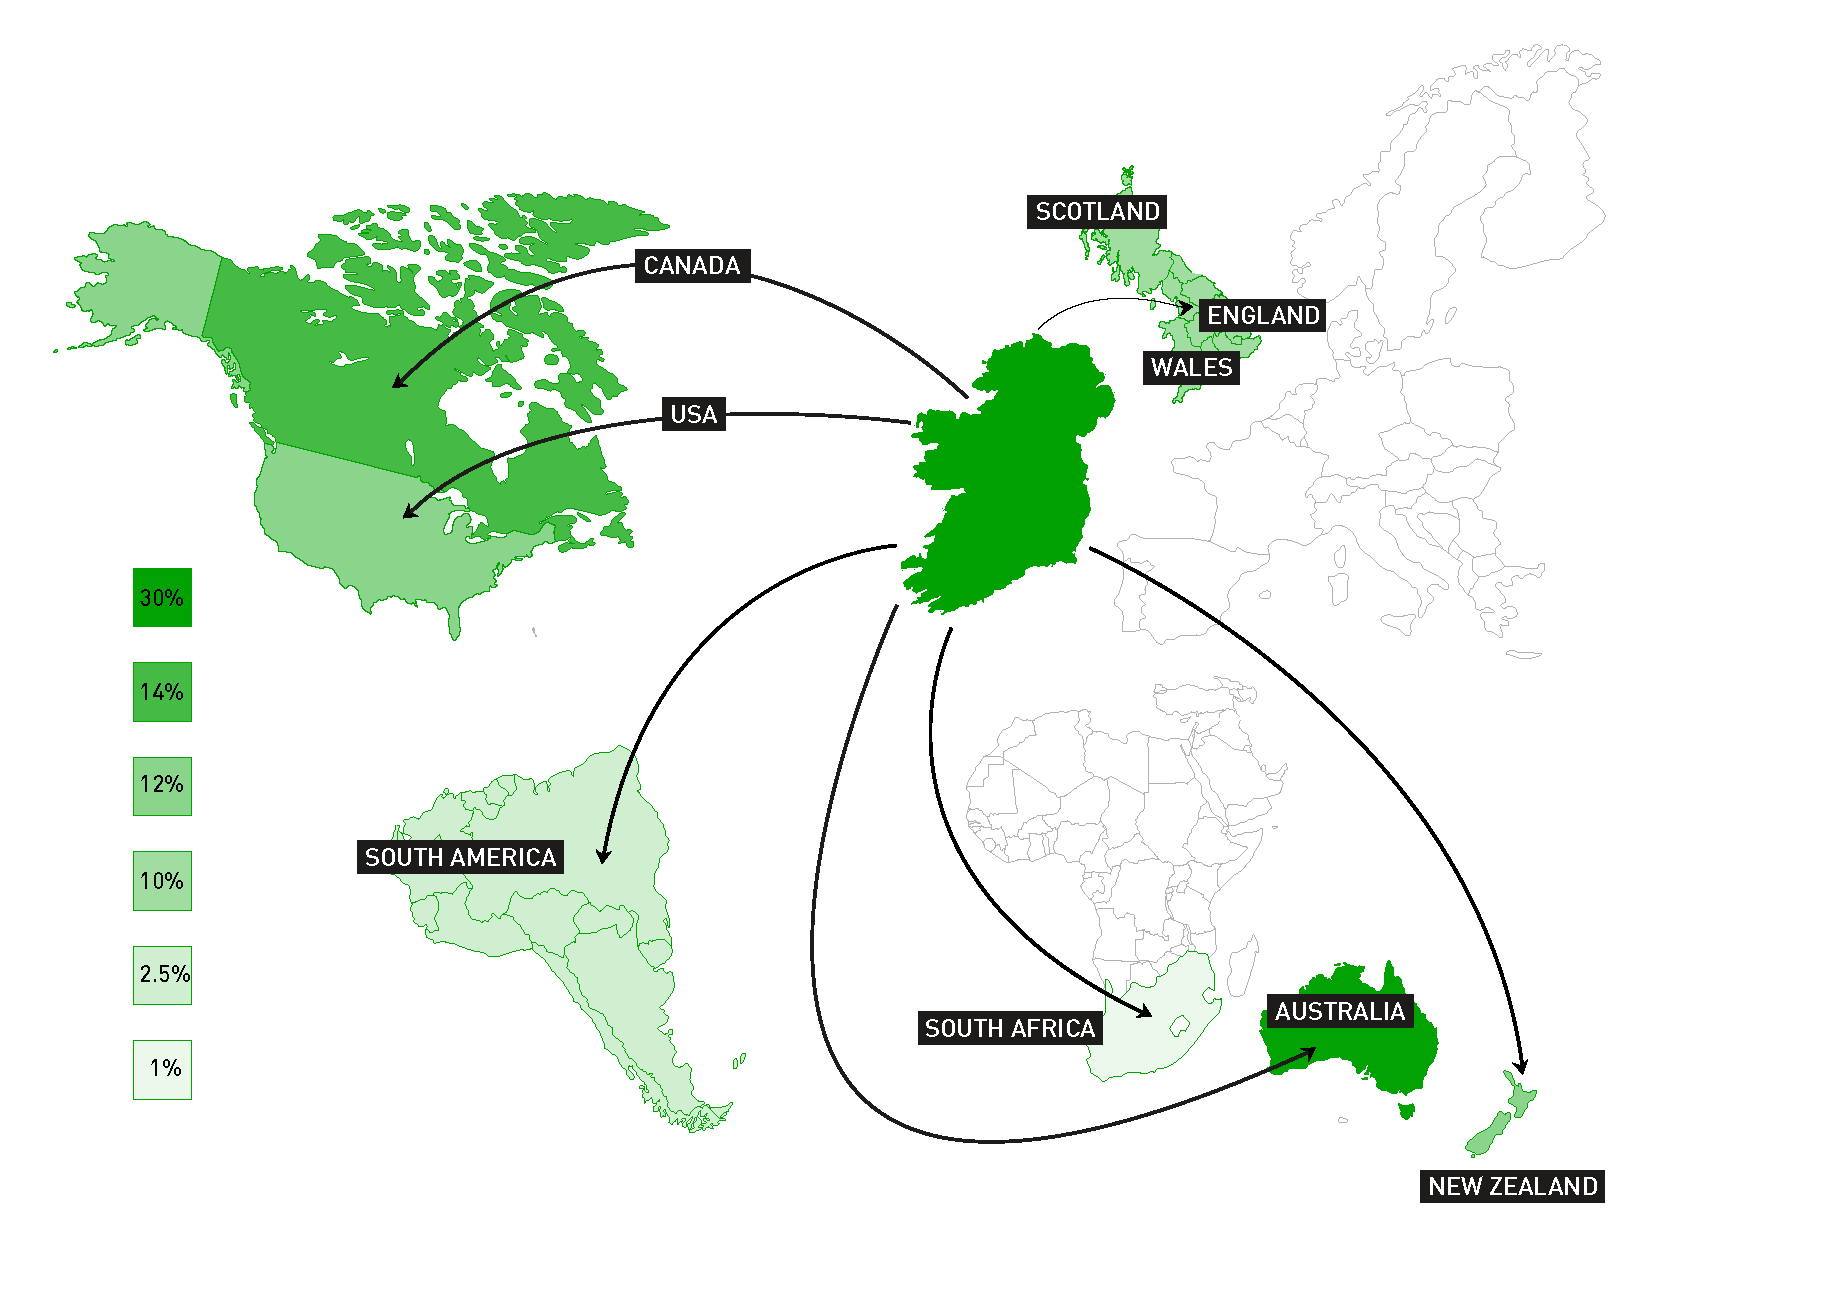 SCOTLAND
CANADA
ENGLAND
WALES
USA
30%
14%
12%
10%
2.5%
1%
SOUTH AMERICA
SOUTH AFRICA
AUSTRALIA
NEW ZEALAND